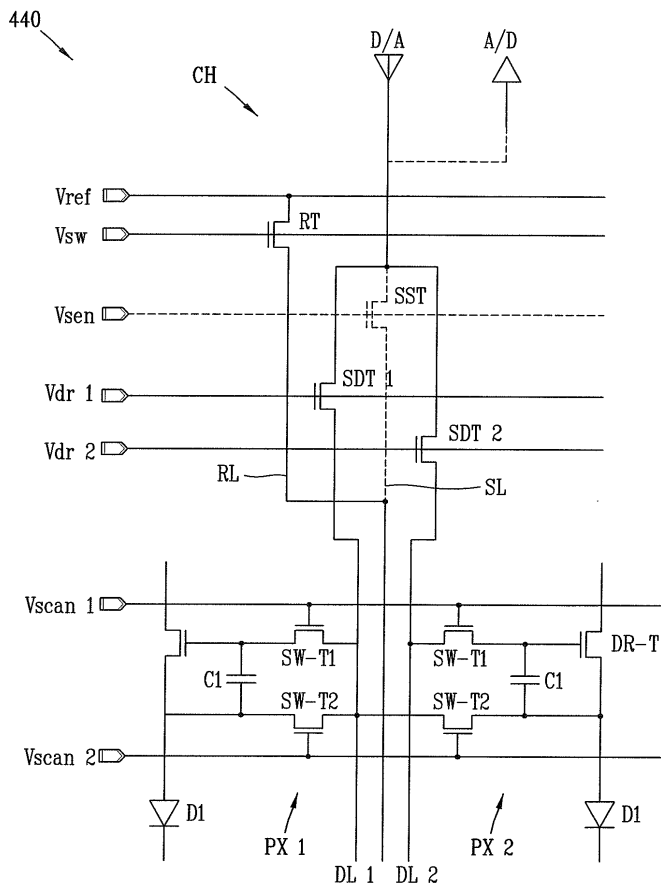 440
D/A
A/D
CH
Vref
RT
Vsw
SST
Vsen
SDT 1
Vdr 1
SDT 2
Vdr 2
RL
SL
Vscan 1
SW-T1
SW-T1
DR-T
C1
C1
SW-T2
SW-T2
Vscan 2
D1
D1
PX 1
PX 2
DL 1
DL 2